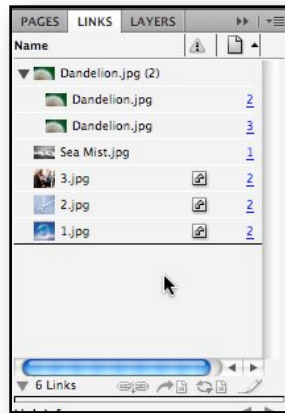 PAGES LINKS LAYERS
Name
Dandelion.jpg (2)
Dandelion.jpg 2
Dandelion.jpg 3
Sea Mist.jpg 1
3.jpg 2
2.jpg 2
1.jpg 2
6 Links